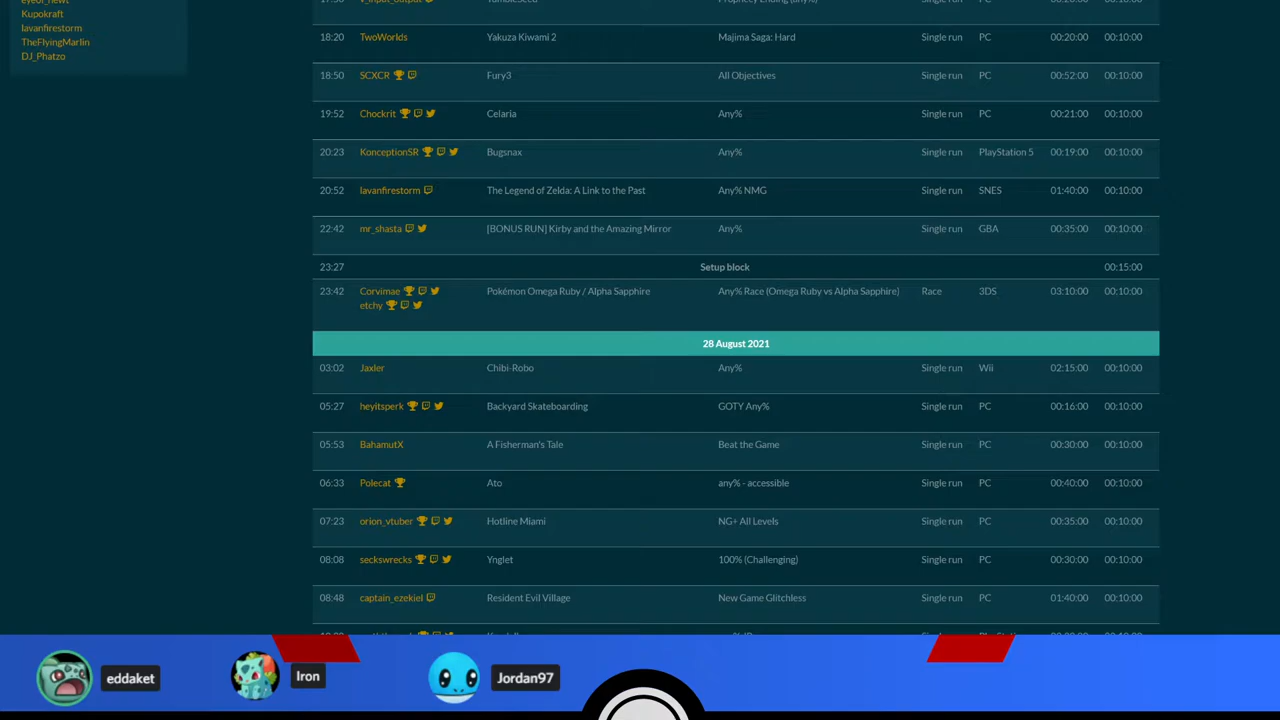 eyeof_newt
Kupokraft
lavanfirestorm
TheFlyingMarlin
DJ_Phatzo
18:20 TwoWorlds Yakuza Kiwami 2 Majima Saga: Hard Single run PC 00:20:00 00:10:00
18:50 SCXCR Fury3 All Objectives Single run PC 00:52:00 00:10:00
19:52 Chockrit Celaria Any% Single run PC 00:21:00 00:10:00
20:23 KonceptionSR Bugsnax Any% Single run PlayStation 5 00:19:00 00:10:00
20:52 lavanfirestorm The Legend of Zelda: A Link to the Past Any% NMG Single run SNES 01:40:00 00:10:00
22:42 mr_shasta [BONUS RUN] Kirby and the Amazing Mirror Any% Single run GBA 00:35:00 00:10:00
23:27 Setup block 00:15:00
23:42 Corvimae Pokémon Omega Ruby / Alpha Sapphire Any% Race (Omega Ruby vs Alpha Sapphire) Race 3DS 03:10:00 00:10:00
etchy
28 August 2021
03:02 Jaxler Chibi-Robo Any% Single run Wii 02:15:00 00:10:00
05:27 heyitsperk Backyard Skateboarding GOTY Any% Single run PC 00:16:00 00:10:00
05:53 BahamutX A Fisherman's Tale Beat the Game Single run PC 00:30:00 00:10:00
06:33 Polecat Ato any% - accessible Single run PC 00:40:00 00:10:00
07:23 orion_vtuber Hotline Miami NG+ All Levels Single run PC 00:35:00 00:10:00
08:08 seckswrecks Ynglet 100% (Challenging) Single run PC 00:30:00 00:10:00
08:48 captain_ezekiel Resident Evil Village New Game Glitchless Single run PC 01:40:00 00:10:00
eddaket
Iron
Jordan97